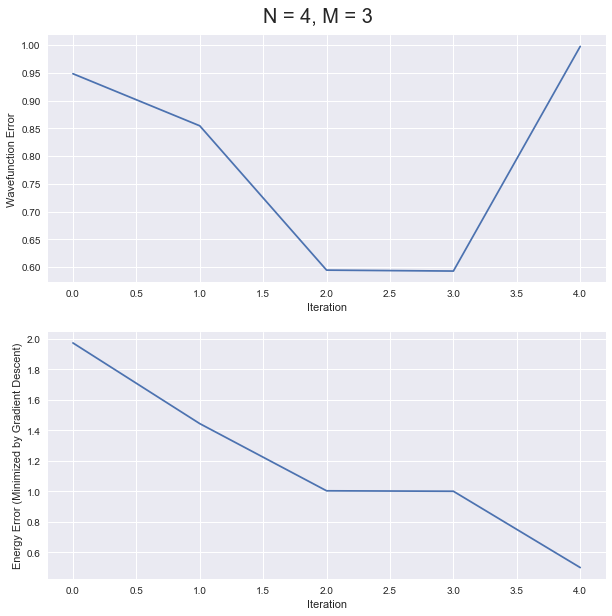 N = 4, M = 3
1.00
0.95
0.90
0.85
0.80
0.75
0.70
0.65
0.60
Wavefunction Error
0.0 0.5 1.0 1.5 2.0 2.5 3.0 3.5 4.0
Iteration
2.0
1.8
1.6
1.4
1.2
1.0
0.8
0.6
Energy Error (Minimized by Gradient Descent)
0.0 0.5 1.0 1.5 2.0 2.5 3.0 3.5 4.0
Iteration